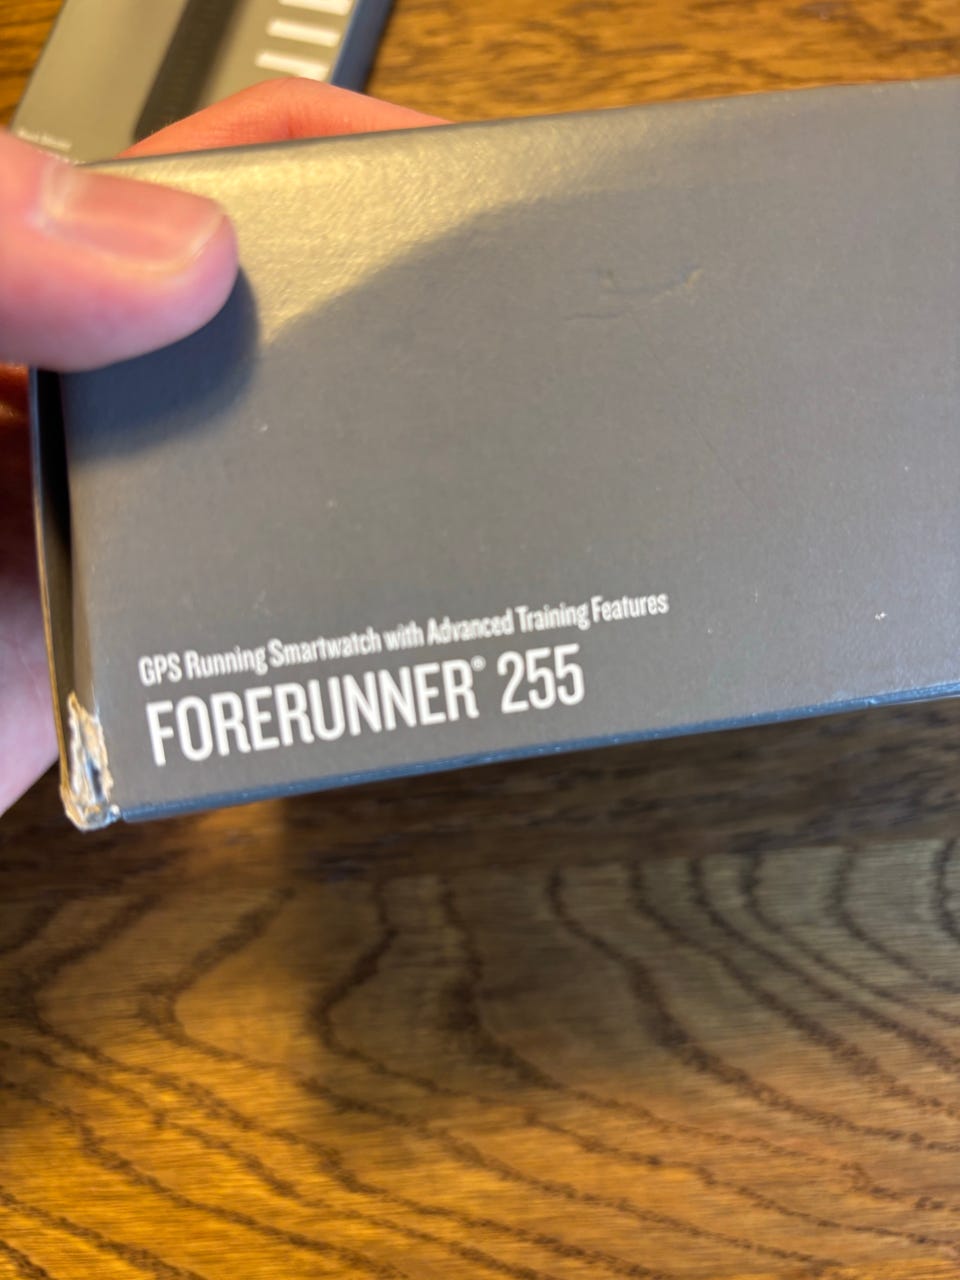 GPS Running Smartwatch with Advanced Training Features
FORERUNNER® 255